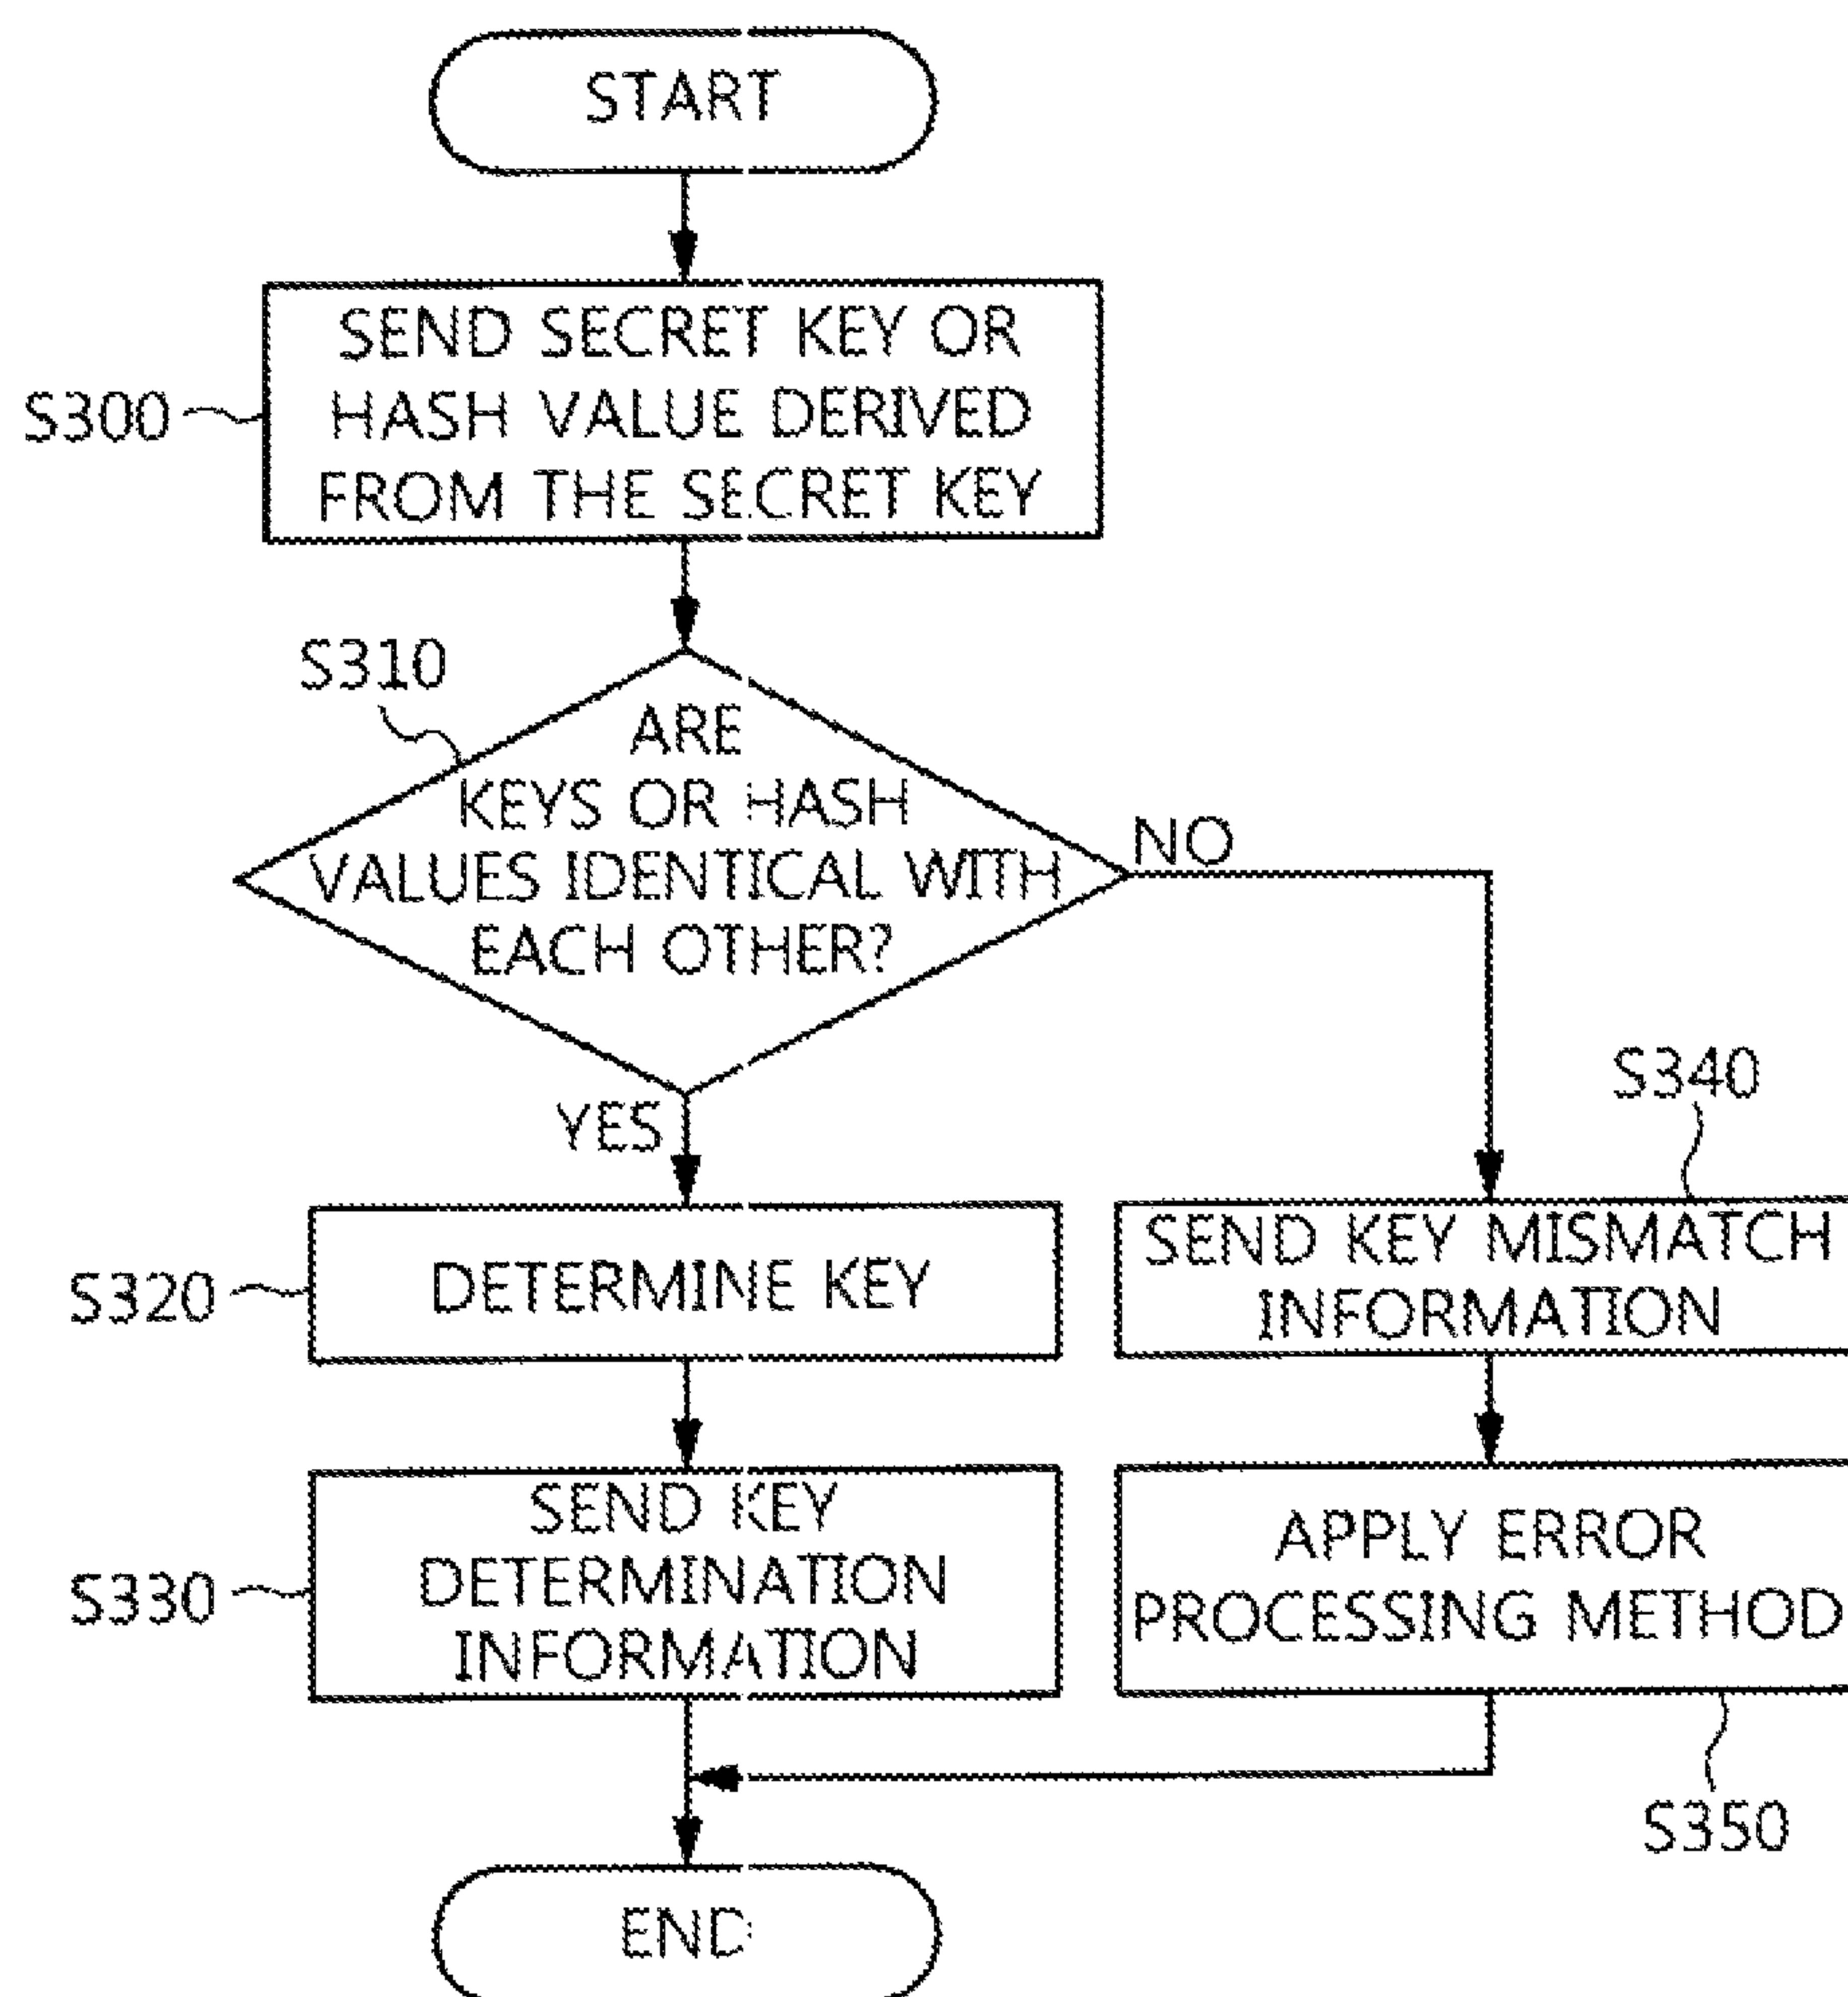 START
S300
SEND SECRET KEY OR
HASH VALUE DERIVED
FROM THE SECRET KEY
S310
ARE
KEYS OR HASH
VALUES IDENTICAL WITH
EACH OTHER?
NO
YES
S340
S320
DETERMINE KEY
SEND KEY MISMATCH
INFORMATION
S330
SEND KEY
DETERMINATION
INFORMATION
APPLY ERROR
PROCESSING METHOD
S350
END